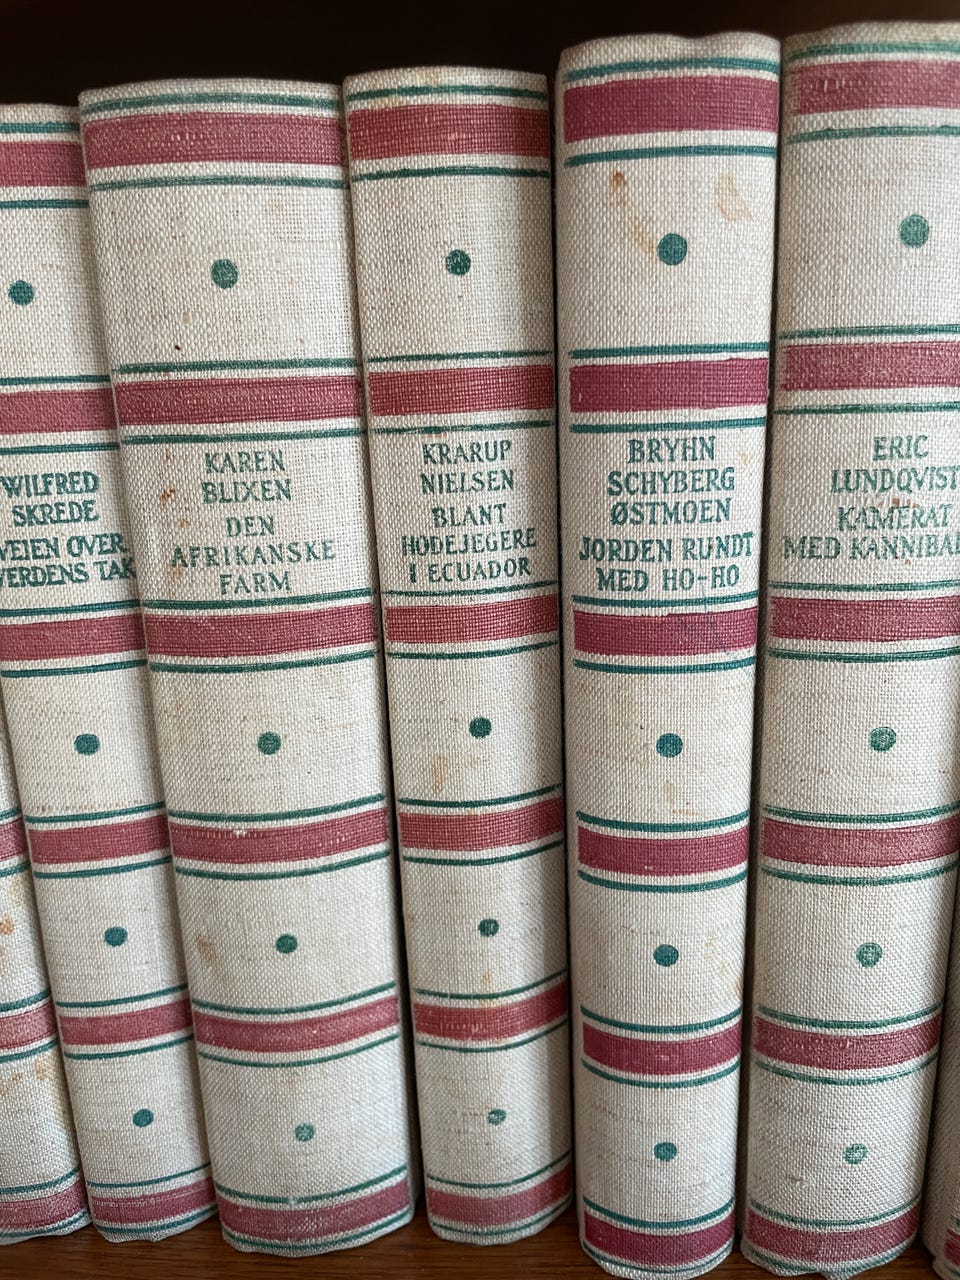 WILFRED
SKREDE
VEIEN OVER
VERDENS TAK
KAREN
BLIXEN
DEN
AFRIKANSKE
FARM
KRARUP
NIELSEN
BLANT
HODEJEGERE
I ECUADOR
BRYHN
SCHYBERG
ØSTMOEN
JORDEN RUNDT
MED HO-HO
ERIC
LUNDQVIST
KAMERAT
MED